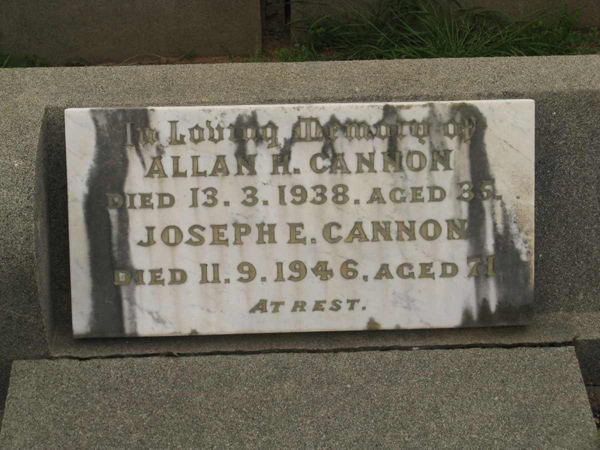 In Loving Memory of
ALLAN H. CANNON
DIED 13. 3. 1938. AGED 35.
JOSEPH E. CANNON
DIED 11. 9. 1946, AGED 71
AT REST.